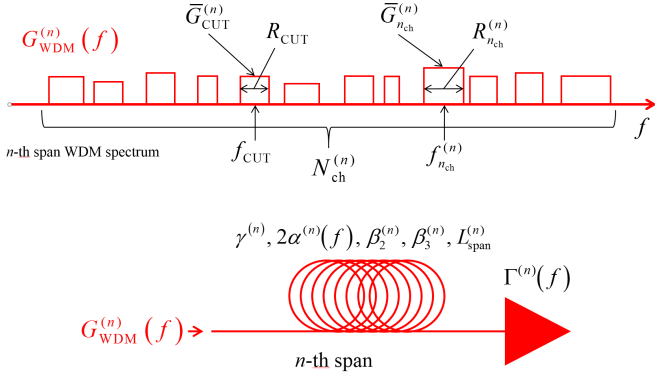 G_WDM^(n)(f)
G̅_CUT^(n)
R_CUT
G̅_{n_ch}^(n)
R_{n_ch}^(n)
f
n-th span WDM spectrum
f_CUT
N_ch^(n)
f_{n_ch}^(n)
γ^(n), 2α^(n)(f), β_2^(n), β_3^(n), L_span^(n)
Γ^(n)(f)
G_WDM^(n)(f)
n-th span